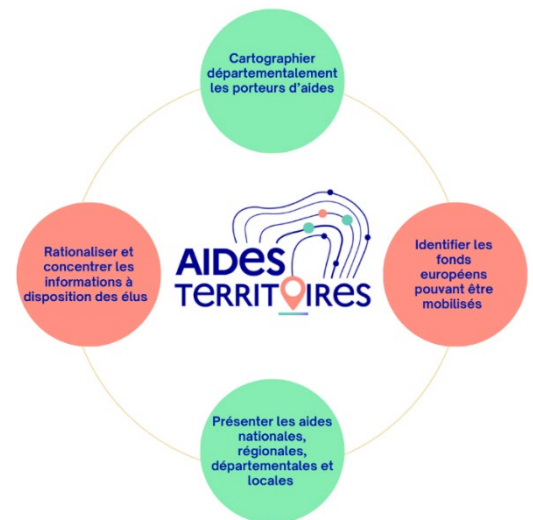 Cartographier
départementalement
les porteurs d'aides
Rationaliser et
concentrer les
informations à
disposition des élus
AIDES
TERRITOIRES
Identifier les
fonds
européens
pouvant être
mobilisés
Présenter les aides
nationales,
régionales,
départementales et
locales